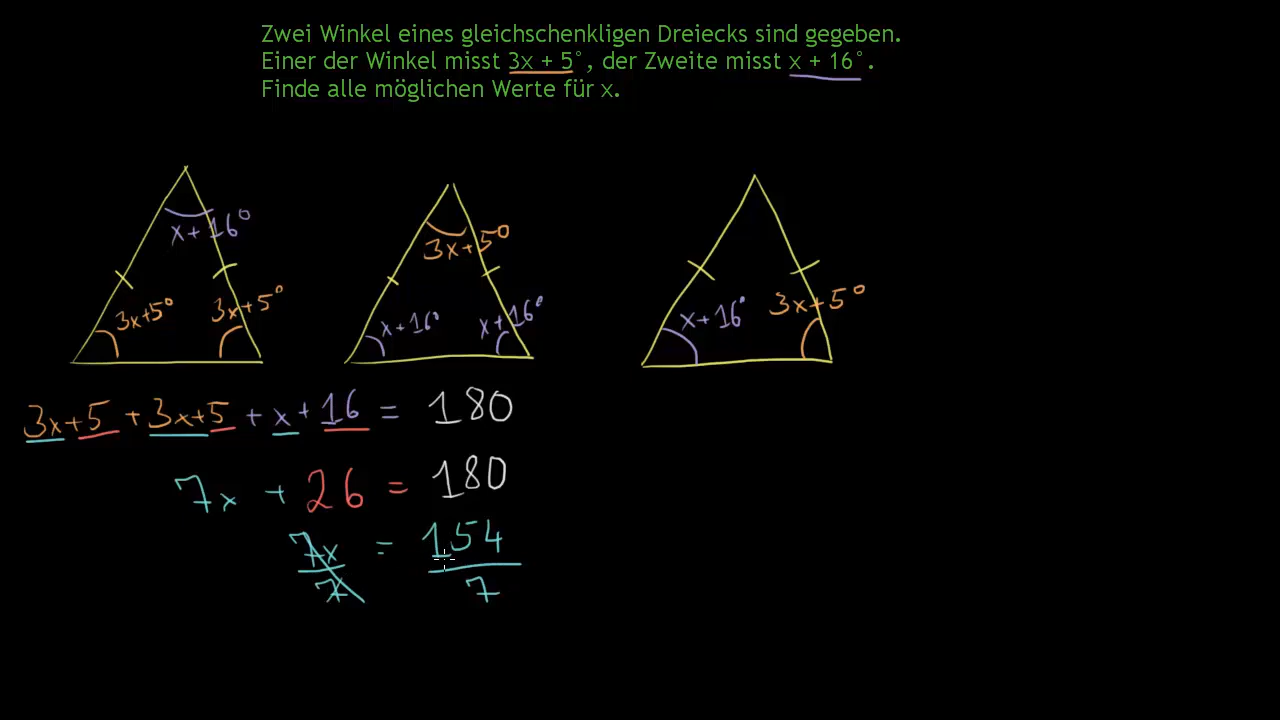 Zwei Winkel eines gleichschenkligen Dreiecks sind gegeben.
Einer der Winkel misst 3x + 5°, der Zweite misst x + 16°.
Finde alle möglichen Werte für x.
x+16°
3x+5°
3x+5°
3x+5°
x+16°
x+16°
x+16°
3x+5°
3x+5 + 3x+5 + x+16 = 180
7x + 26 = 180
7x = 154
7 7